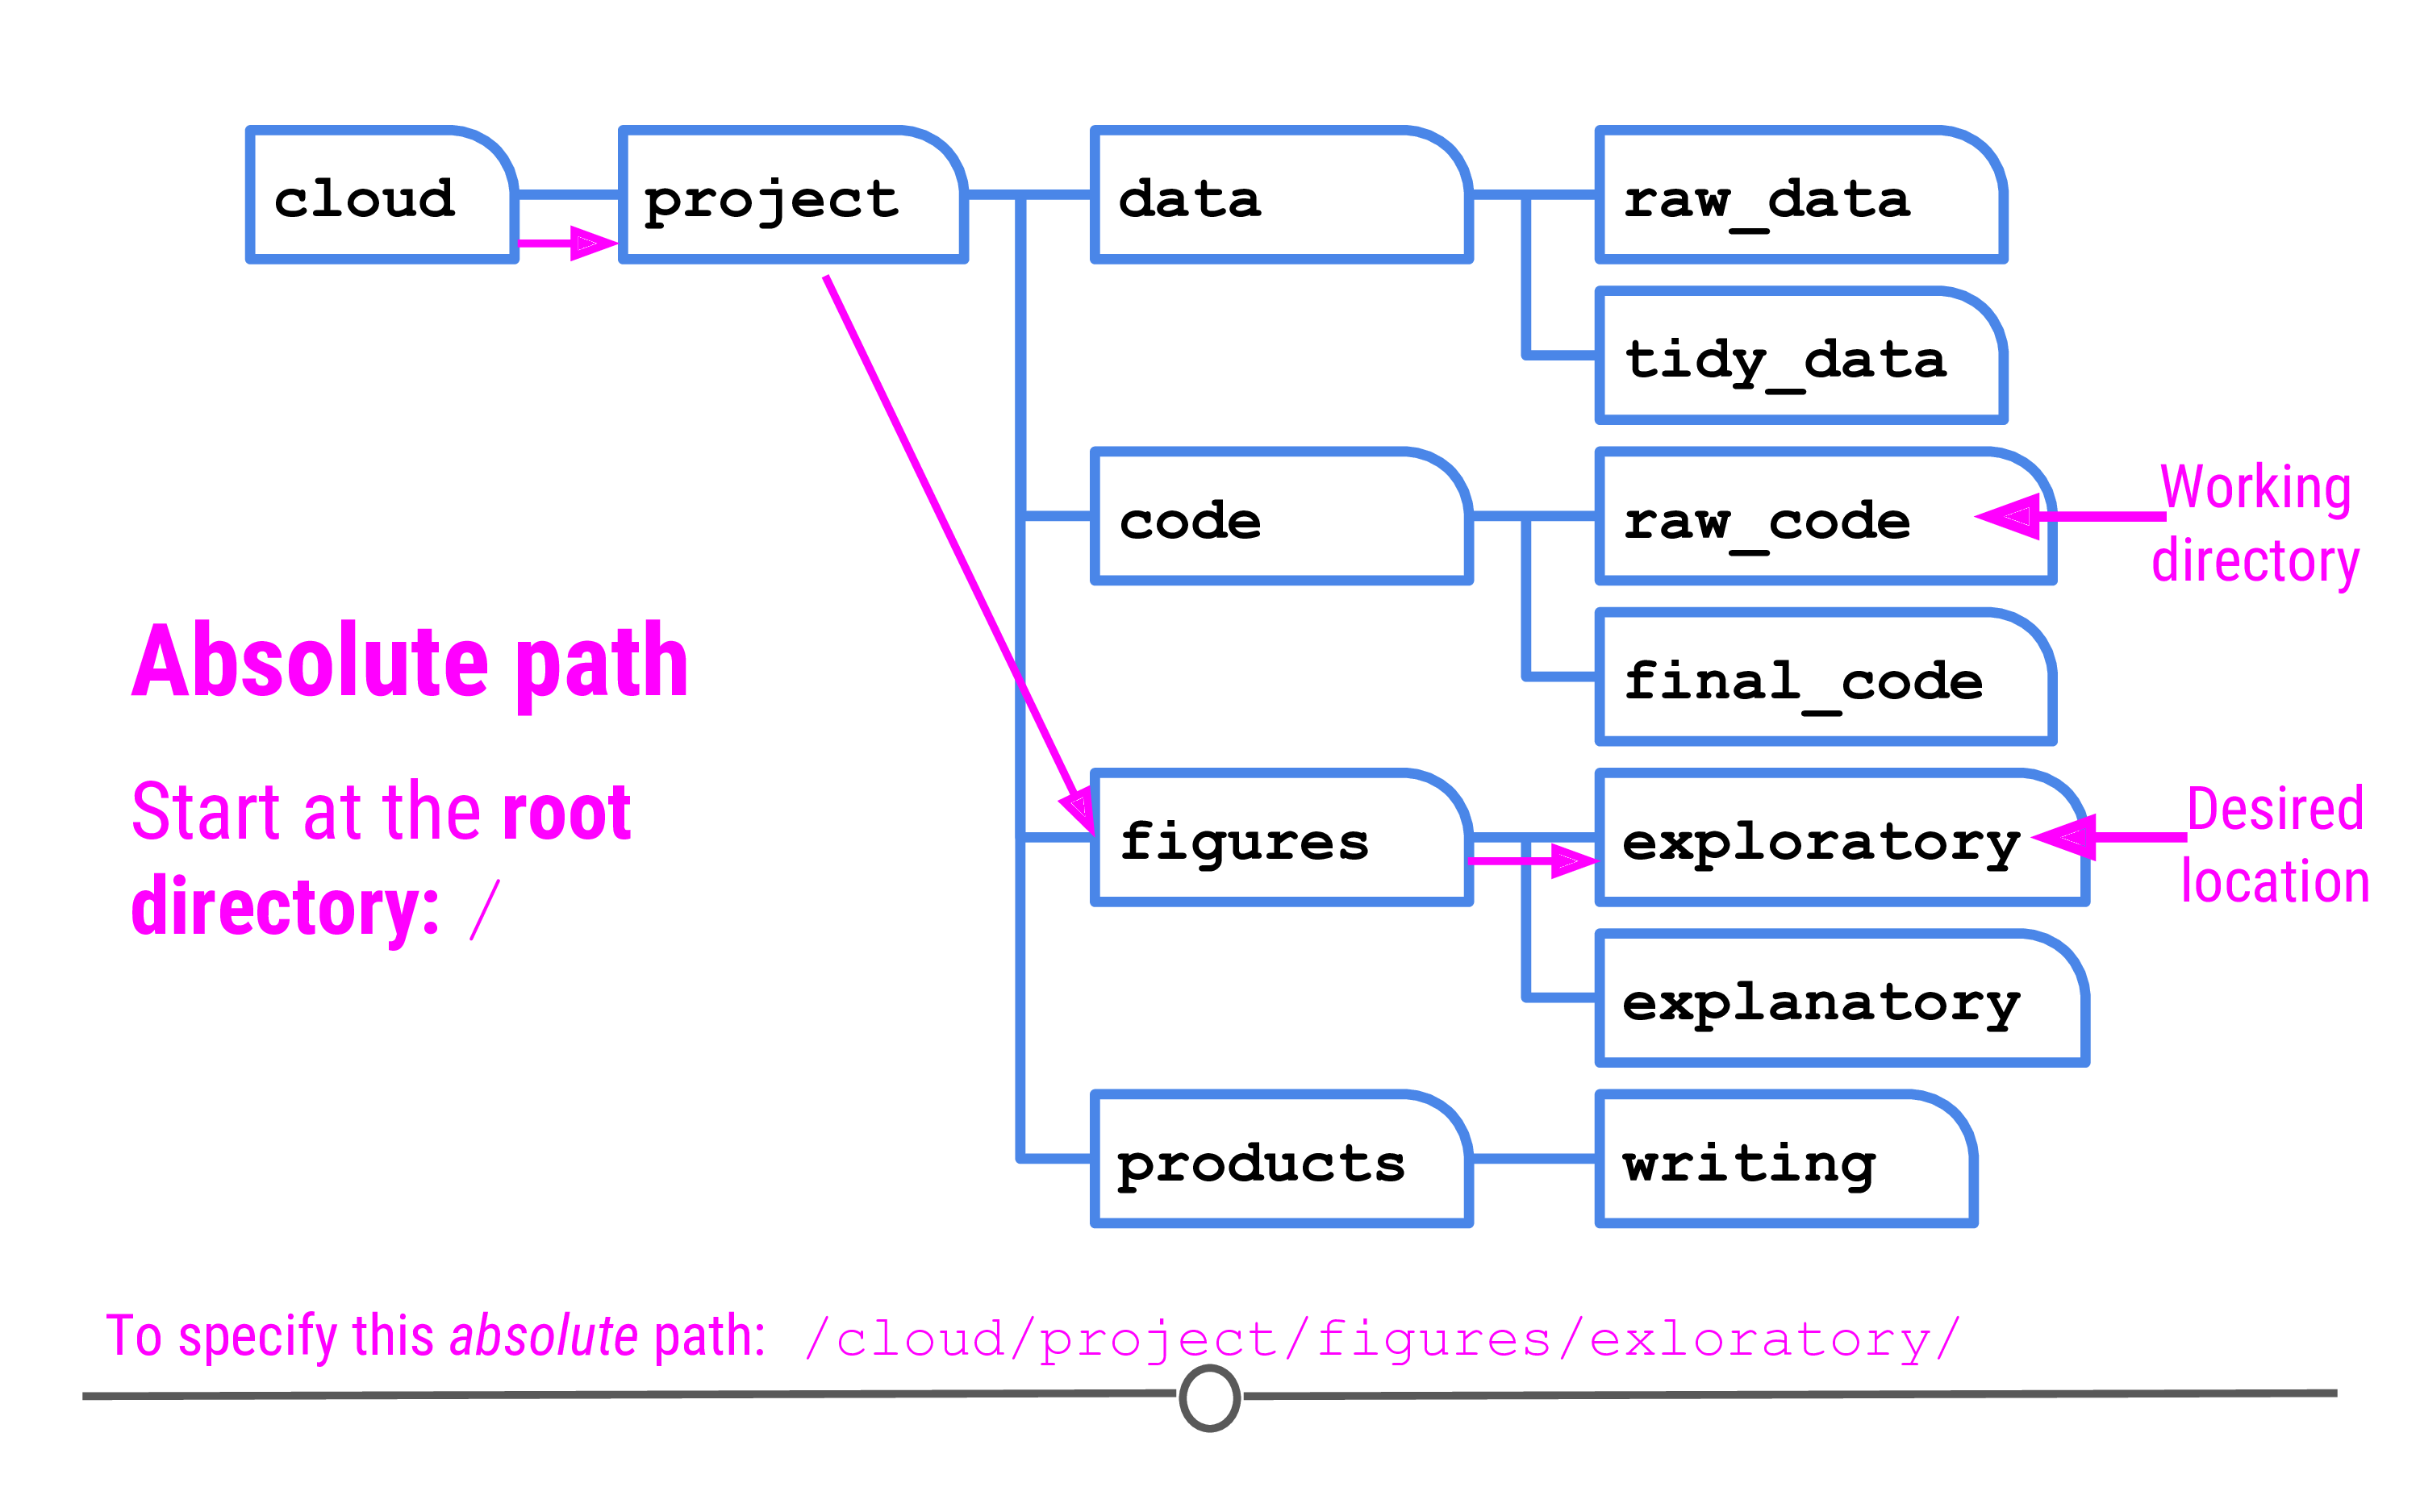 cloud
project
data
raw_data
tidy_data
code
raw_code
Working
directory
final_code
Absolute path
Start at the root
directory: /
figures
exploratory
Desired
location
explanatory
products
writing
To specify this absolute path: /cloud/project/figures/exloratory/